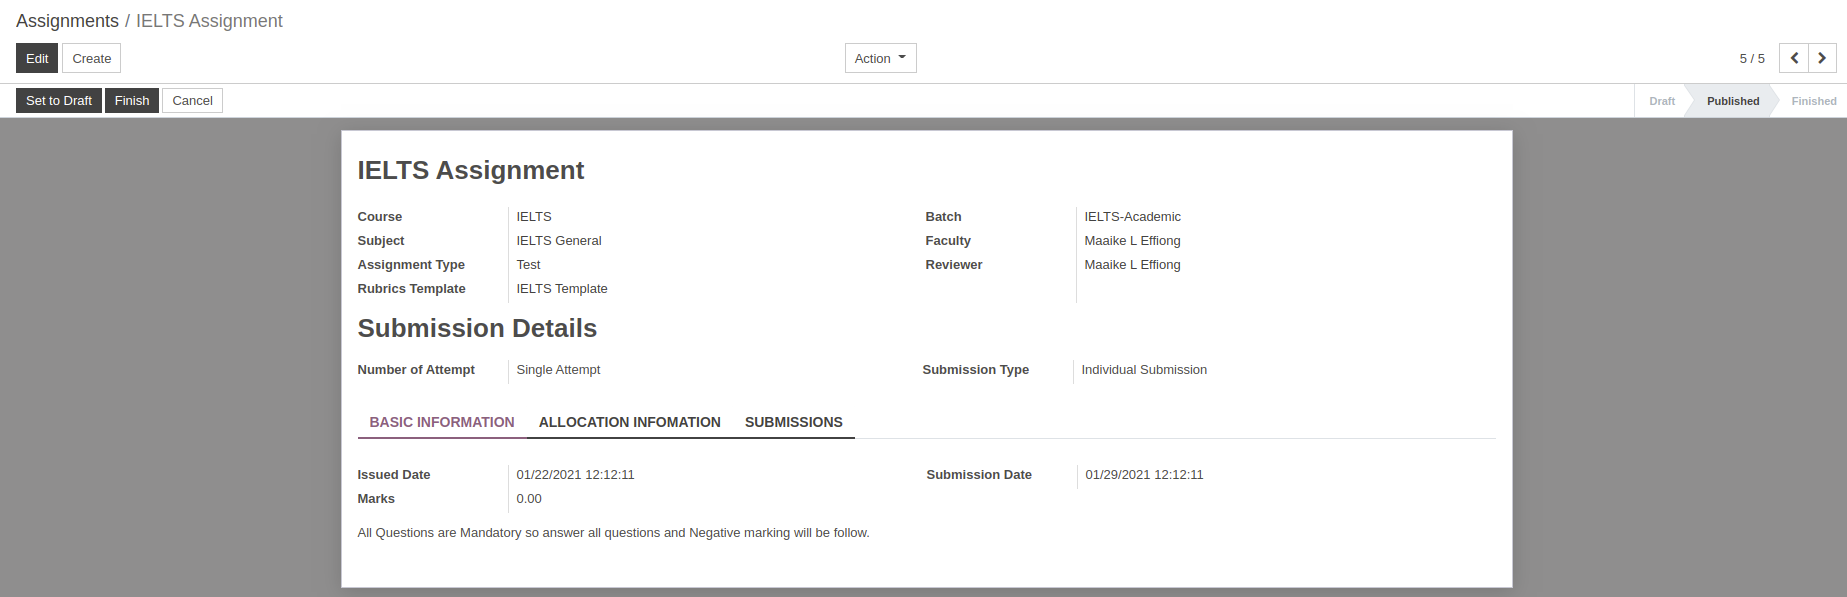 Assignments / IELTS Assignment
Edit Create Action 5 / 5
Set to Draft Finish Cancel Draft Published Finished
IELTS Assignment
Course IELTS Batch IELTS-Academic
Subject IELTS General Faculty Maaike L Effiong
Assignment Type Test Reviewer Maaike L Effiong
Rubrics Template IELTS Template
Submission Details
Number of Attempt Single Attempt Submission Type Individual Submission
BASIC INFORMATION ALLOCATION INFOMATION SUBMISSIONS
Issued Date 01/22/2021 12:12:11 Submission Date 01/29/2021 12:12:11
Marks 0.00
All Questions are Mandatory so answer all questions and Negative marking will be follow.